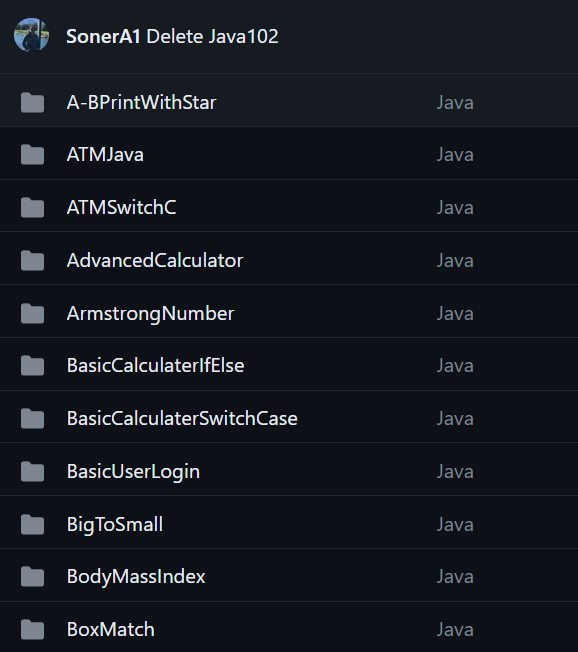 SonerA1 Delete Java102
A-BPrintWithStar Java
ATMJava Java
ATMSwitchC Java
AdvancedCalculator Java
ArmstrongNumber Java
BasicCalculaterIfElse Java
BasicCalculaterSwitchCase Java
BasicUserLogin Java
BigToSmall Java
BodyMassIndex Java
BoxMatch Java